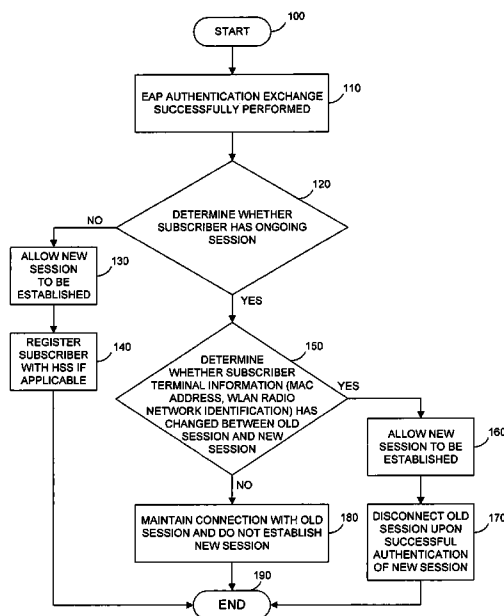 START
100
EAP AUTHENTICATION EXCHANGE
SUCCESSFULLY PERFORMED
110
120
DETERMINE WHETHER
SUBSCRIBER HAS ONGOING
SESSION
NO
YES
ALLOW NEW
SESSION
TO BE
ESTABLISHED
130
REGISTER
SUBSCRIBER
WITH HSS IF
APPLICABLE
140
150
DETERMINE
WHETHER SUBSCRIBER
TERMINAL INFORMATION (MAC
ADDRESS, WLAN RADIO
NETWORK IDENTIFICATION) HAS
CHANGED BETWEEN OLD
SESSION AND NEW
SESSION
YES
NO
ALLOW NEW
SESSION TO BE
ESTABLISHED
160
DISCONNECT OLD
SESSION UPON
SUCCESSFUL
AUTHENTICATION
OF NEW SESSION
170
MAINTAIN CONNECTION WITH OLD
SESSION AND DO NOT ESTABLISH
NEW SESSION
180
190
END